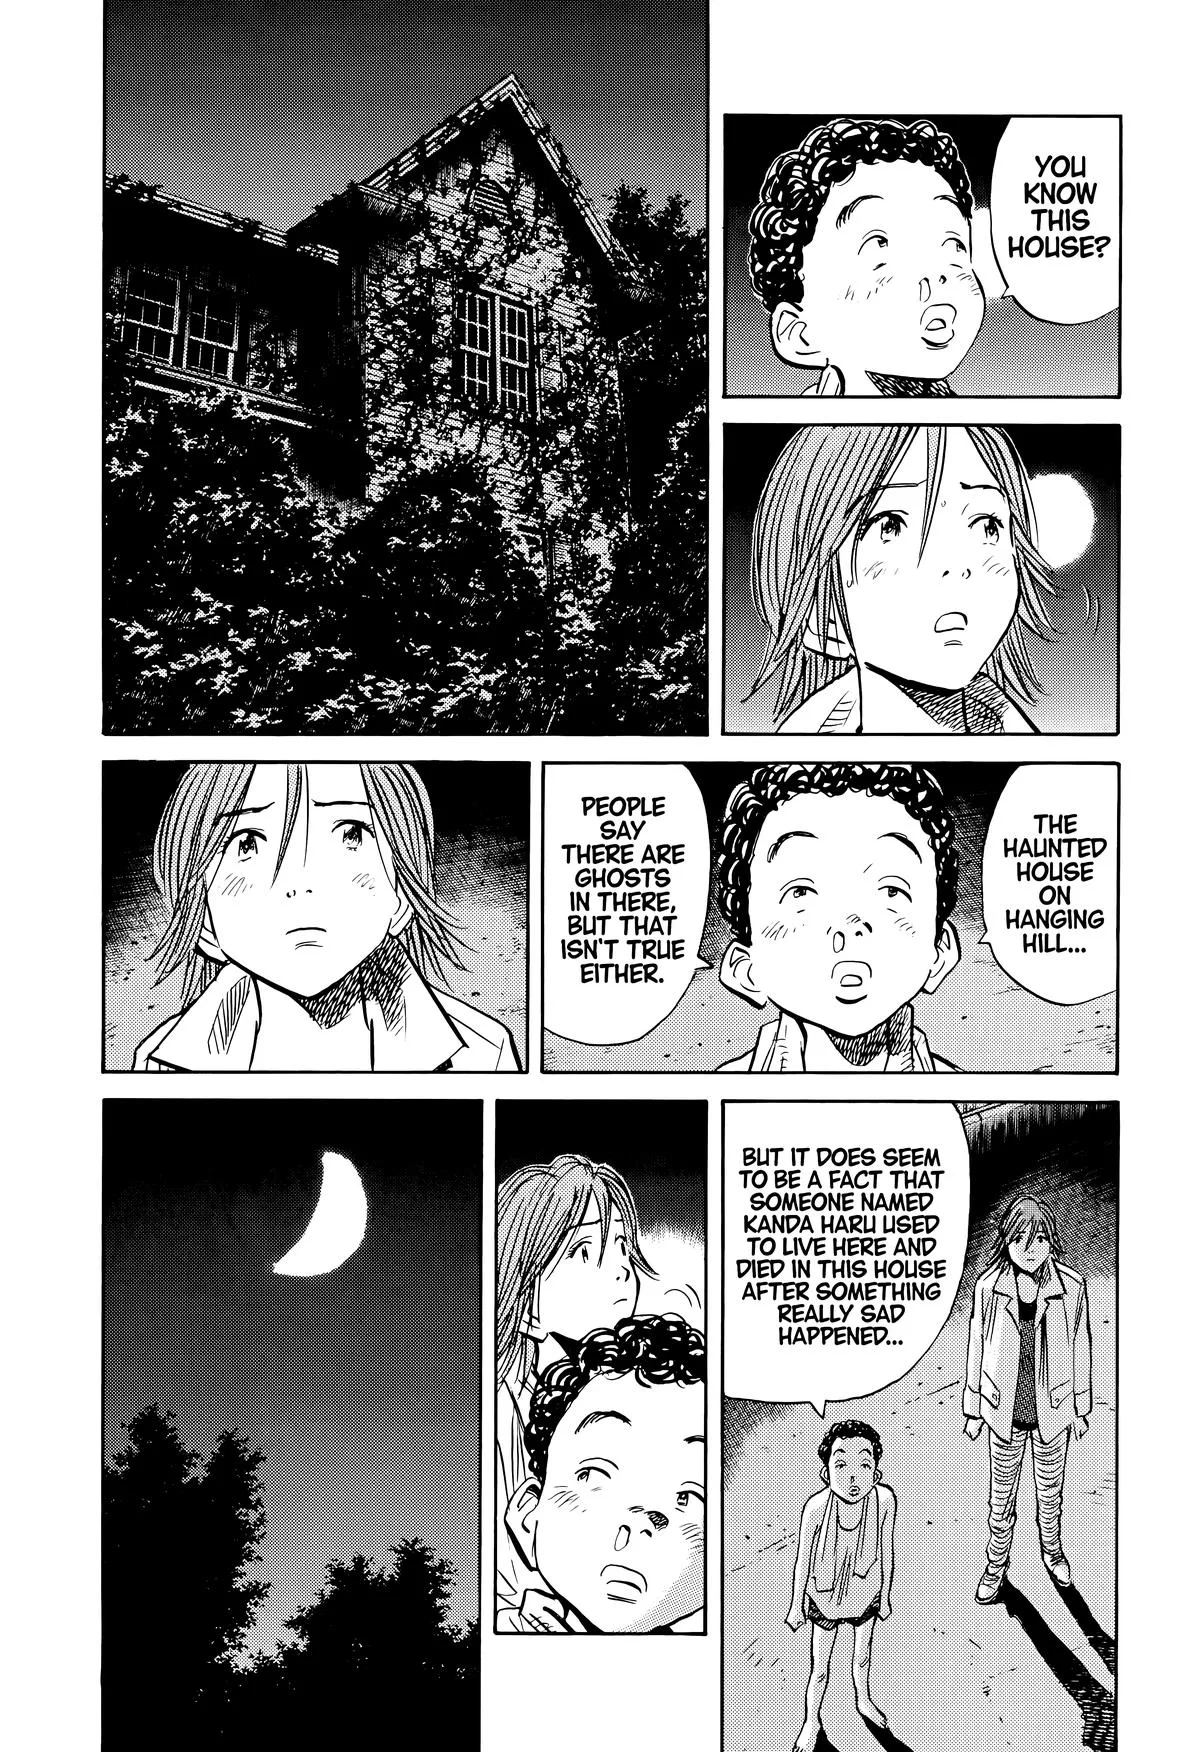 YOU
KNOW
THIS
HOUSE?
THE
HAUNTED
HOUSE
ON
HANGING
HILL...
PEOPLE
SAY
THERE ARE
GHOSTS
IN THERE,
BUT THAT
ISN'T TRUE
EITHER.
BUT IT DOES SEEM
TO BE A FACT THAT
SOMEONE NAMED
KANDA HARU USED
TO LIVE HERE AND
DIED IN THIS HOUSE
AFTER SOMETHING
REALLY SAD
HAPPENED...